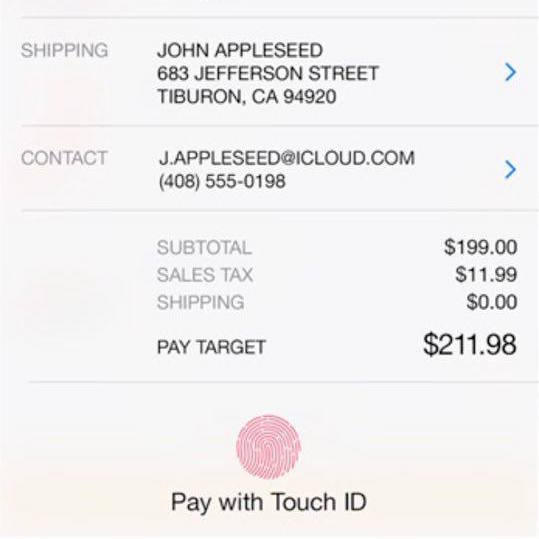 SHIPPING JOHN APPLESEED
683 JEFFERSON STREET
TIBURON, CA 94920
CONTACT J.APPLESEED@ICLOUD.COM
(408) 555-0198
SUBTOTAL $199.00
SALES TAX $11.99
SHIPPING $0.00
PAY TARGET $211.98
Pay with Touch ID